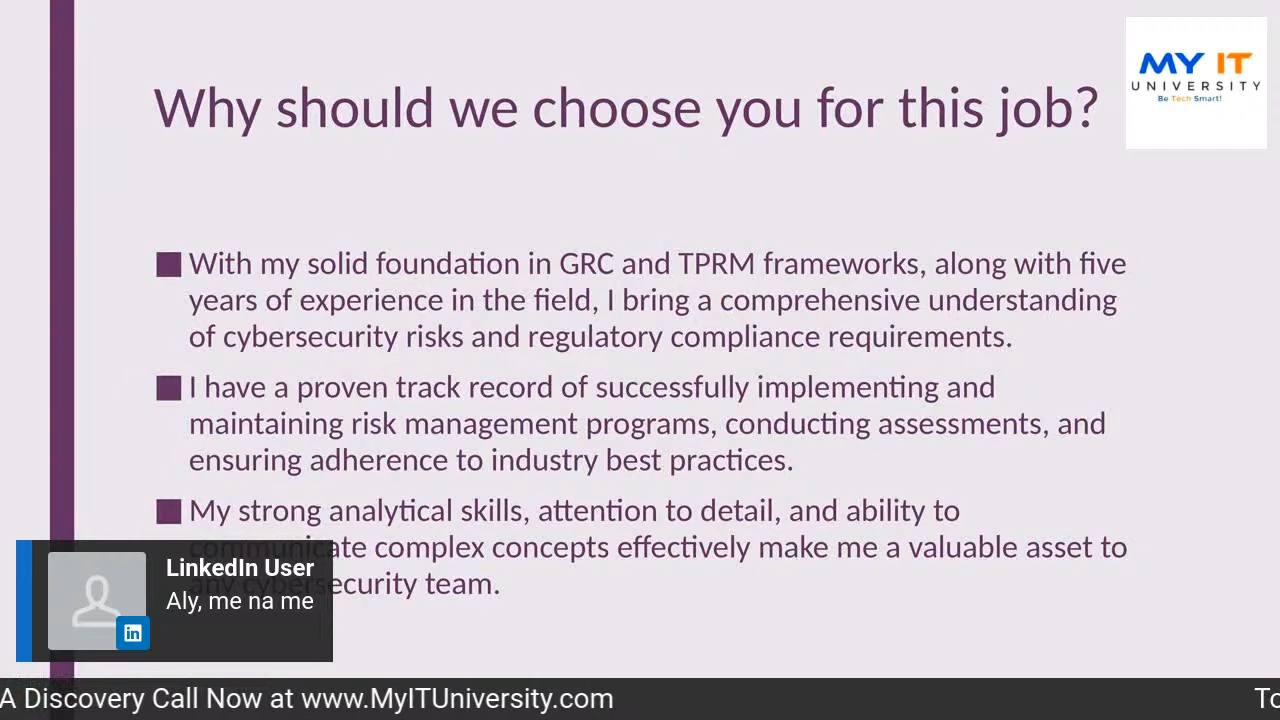 Why should we choose you for this job?
MY IT
UNIVERSITY
Be Tech Smart!
With my solid foundation in GRC and TPRM frameworks, along with five
years of experience in the field, I bring a comprehensive understanding
of cybersecurity risks and regulatory compliance requirements.
I have a proven track record of successfully implementing and
maintaining risk management programs, conducting assessments, and
ensuring adherence to industry best practices.
My strong analytical skills, attention to detail, and ability to
communicate complex concepts effectively make me a valuable asset to
any cybersecurity team.
LinkedIn User
Aly, me na me
in
A Discovery Call Now at www.MyITUniversity.com